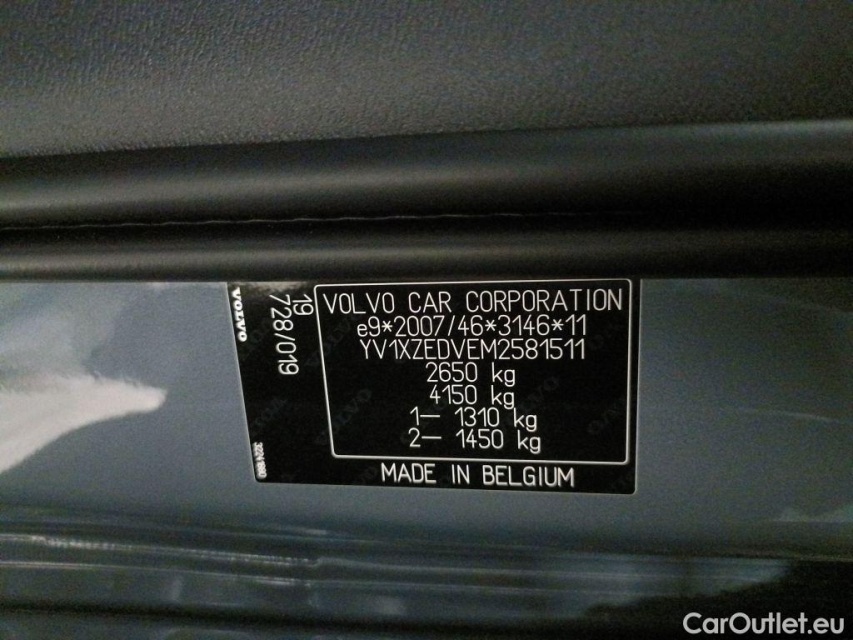 VOLVO
19
728/019
VOLVO CAR CORPORATION
e9*2007/46*3146*11
YV1XZEDVEM2581511
2650 kg
4150 kg
1– 1310 kg
2– 1450 kg
MADE IN BELGIUM
CarOutlet.eu